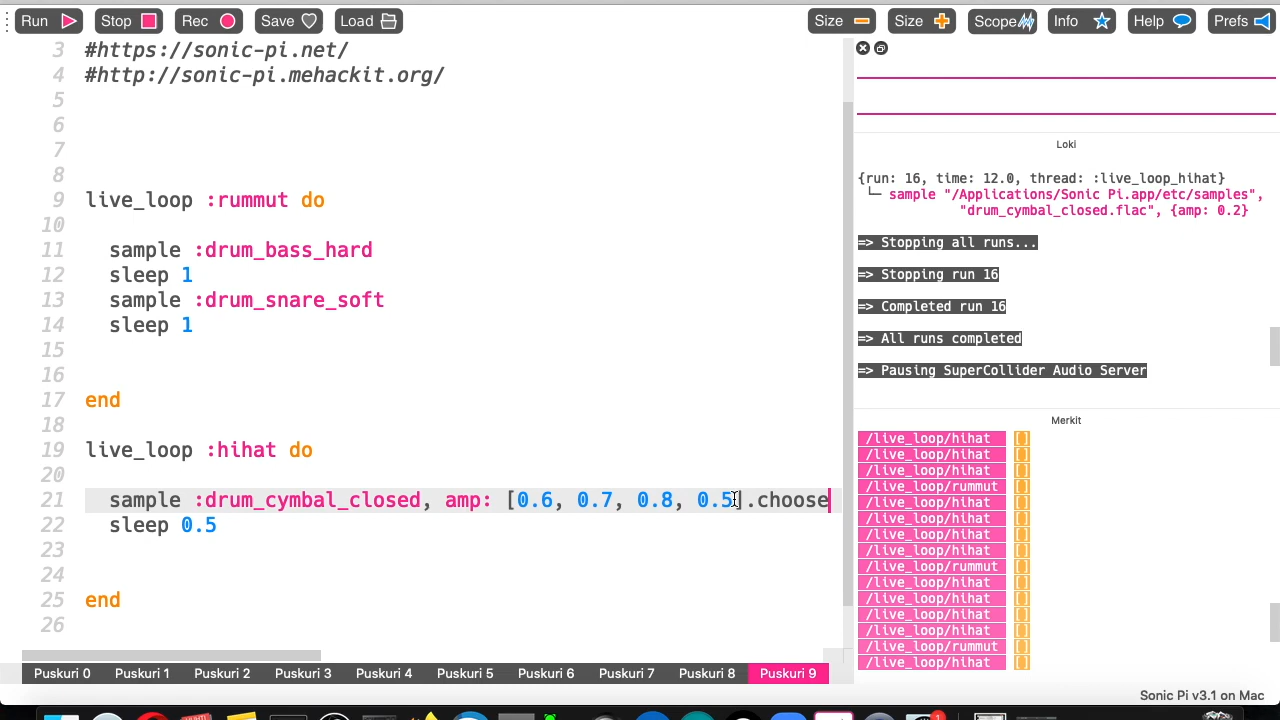 Run Stop Rec Save Load Size Size Scope Info Help Prefs
3 #https://sonic-pi.net/
4 #http://sonic-pi.mehackit.org/
5
6
7
8
9 live_loop :rummut do
10
11 sample :drum_bass_hard
12 sleep 1
13 sample :drum_snare_soft
14 sleep 1
15
16
17 end
18
19 live_loop :hihat do
20
21 sample :drum_cymbal_closed, amp: [0.6, 0.7, 0.8, 0.5].choose
22 sleep 0.5
23
24
25 end
26
Loki
{run: 16, time: 12.0, thread: :live_loop_hihat}
└─ sample "/Applications/Sonic Pi.app/etc/samples",
"drum_cymbal_closed.flac", {amp: 0.2}
=> Stopping all runs...
=> Stopping run 16
=> Completed run 16
=> All runs completed
=> Pausing SuperCollider Audio Server
Merkit
/live_loop/hihat []
/live_loop/hihat []
/live_loop/hihat []
/live_loop/rummut []
/live_loop/hihat []
/live_loop/hihat []
/live_loop/hihat []
/live_loop/hihat []
/live_loop/rummut []
/live_loop/hihat []
/live_loop/hihat []
/live_loop/hihat []
/live_loop/hihat []
/live_loop/rummut []
/live_loop/hihat []
Puskuri 0 Puskuri 1 Puskuri 2 Puskuri 3 Puskuri 4 Puskuri 5 Puskuri 6 Puskuri 7 Puskuri 8 Puskuri 9
Sonic Pi v3.1 on Mac
1